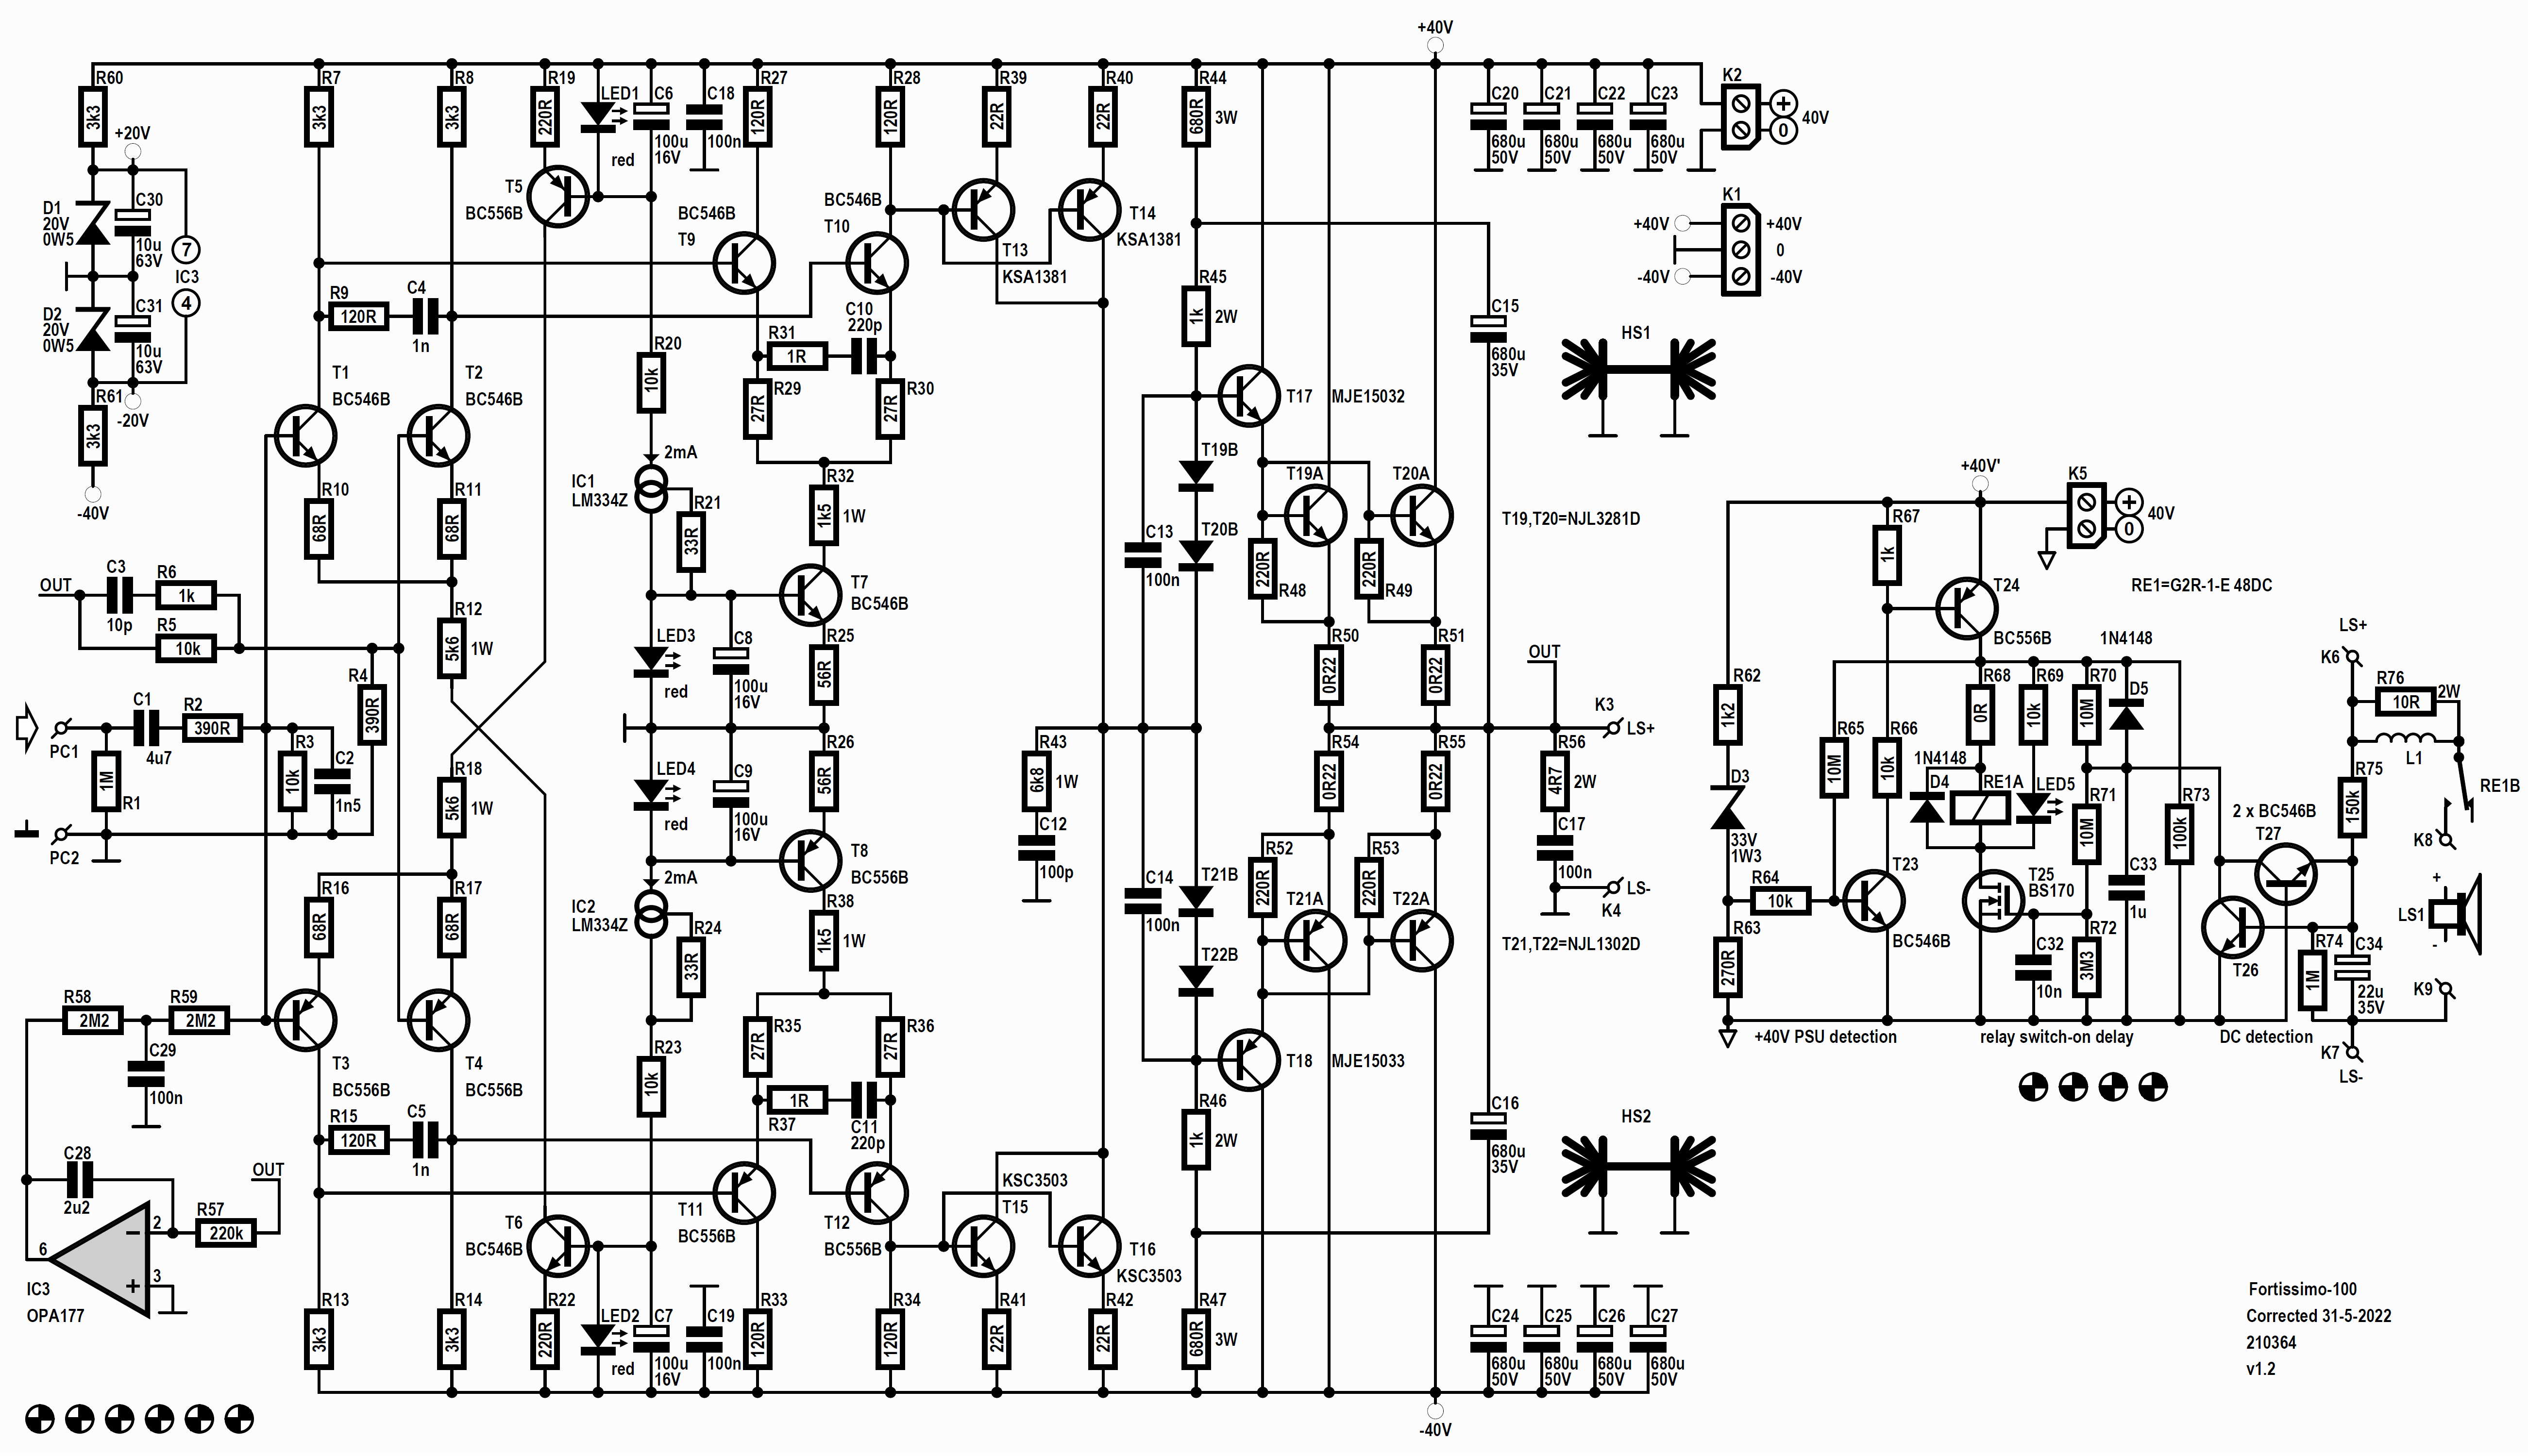 +40V
R60
3k3
R7
3k3
R8
3k3
R19
220R
LED1
red
C6
100u
16V
C18
100n
R27
120R
R28
120R
R39
22R
R40
22R
R44
680R
3W
C20
680u
50V
C21
680u
50V
C22
680u
50V
C23
680u
50V
K2
+
0
40V
+20V
D1
20V
0W5
C30
10u
63V
7
IC3
4
D2
20V
0W5
C31
10u
63V
R61
3k3
-20V
-40V
T5
BC556B
BC546B
T9
BC546B
T10
T13
KSA1381
T14
KSA1381
K1
+40V
+40V
0
-40V
-40V
R9
120R
C4
1n
R20
10k
R31
1R
C10
220p
R29
27R
R30
27R
R45
1k
2W
C15
680u
35V
HS1
T1
BC546B
T2
BC546B
T17
MJE15032
2mA
IC1
LM334Z
R21
33R
R32
1k5
1W
T19B
T19A
T20A
T20B
T19,T20=NJL3281D
R10
68R
R11
68R
C13
100n
220R
R48
220R
R49
OUT
C3
10p
R6
1k
R5
10k
R12
5k6
1W
T7
BC546B
LED3
red
C8
100u
16V
R25
56R
R50
0R22
R51
0R22
OUT
R4
390R
PC1
C1
4u7
R2
390R
R1
1M
R3
10k
C2
1n5
PC2
R18
5k6
1W
LED4
red
C9
100u
16V
R26
56R
R43
6k8
1W
C12
100p
R54
0R22
R55
0R22
R56
4R7
2W
C17
100n
K3
LS+
LS-
K4
T8
BC556B
2mA
IC2
LM334Z
R24
33R
R38
1k5
1W
C14
100n
T21B
T22B
R52
220R
R53
220R
T21A
T22A
T21,T22=NJL1302D
R16
68R
R17
68R
R58
2M2
R59
2M2
C29
100n
T3
BC556B
T4
BC556B
R23
10k
R35
27R
R36
27R
1R
R37
C11
220p
T18
MJE15033
R46
1k
2W
C16
680u
35V
HS2
R15
120R
C5
1n
C28
2u2
OUT
R57
220k
2
3
6
IC3
OPA177
T6
BC546B
T11
BC556B
T12
BC556B
KSC3503
T15
T16
KSC3503
R13
3k3
R14
3k3
R22
220R
LED2
red
C7
100u
16V
C19
100n
R33
120R
R34
120R
R41
22R
R42
22R
R47
680R
3W
C24
680u
50V
C25
680u
50V
C26
680u
50V
C27
680u
50V
-40V
+40V'
K5
+
0
40V
R67
1k
T24
BC556B
RE1=G2R-1-E 48DC
1N4148
R62
1k2
D3
33V
1W3
R64
10k
R63
270R
R65
10M
R66
10k
T23
BC546B
R68
0R
R69
10k
R70
10M
D5
1N4148
D4
RE1A
LED5
R71
10M
R73
100k
T25
BS170
C32
10n
R72
3M3
C33
1u
2 x BC546B
T27
T26
R74
1M
C34
22u
35V
LS+
K6
R76
10R
2W
L1
R75
150k
RE1B
K8
+
LS1
-
K9
K7
LS-
+40V PSU detection
relay switch-on delay
DC detection
Fortissimo-100
Corrected 31-5-2022
210364
v1.2